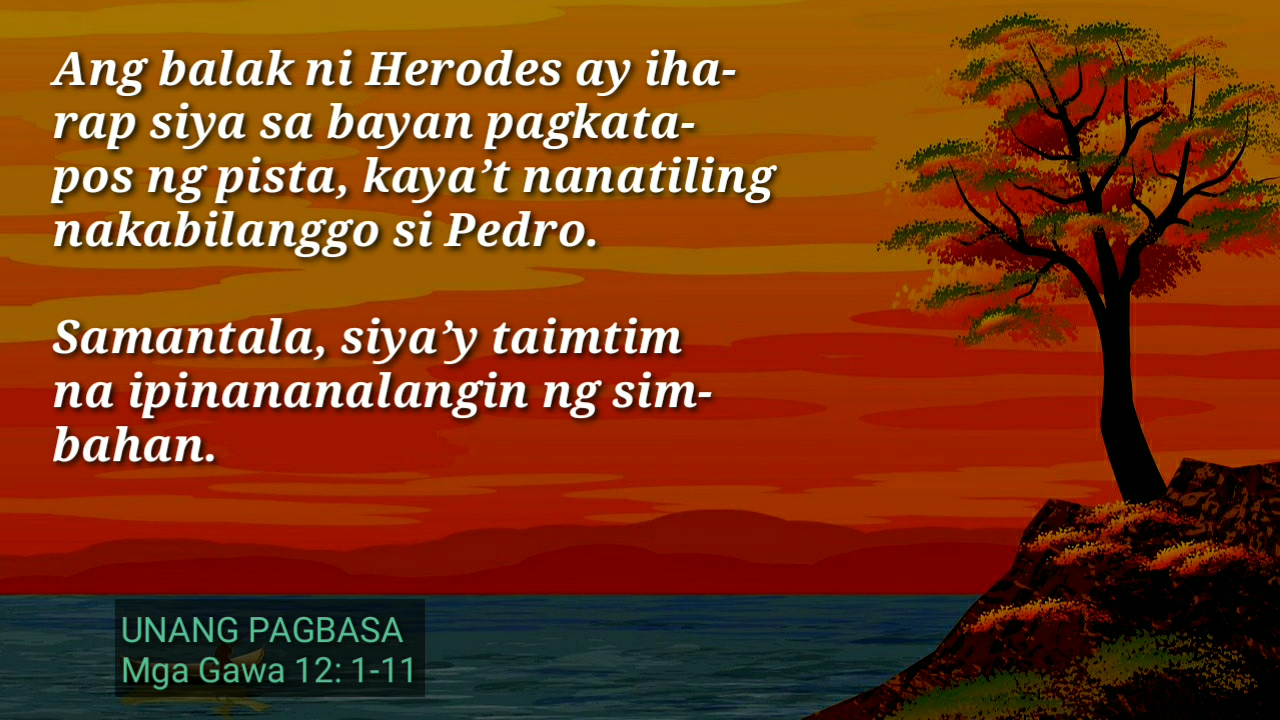 Ang balak ni Herodes ay iha-
rap siya sa bayan pagkata-
pos ng pista, kaya’t nanatiling
nakabilanggo si Pedro.
Samantala, siya’y taimtim
na ipinananalangin ng sim-
bahan.
UNANG PAGBASA
Mga Gawa 12: 1-11